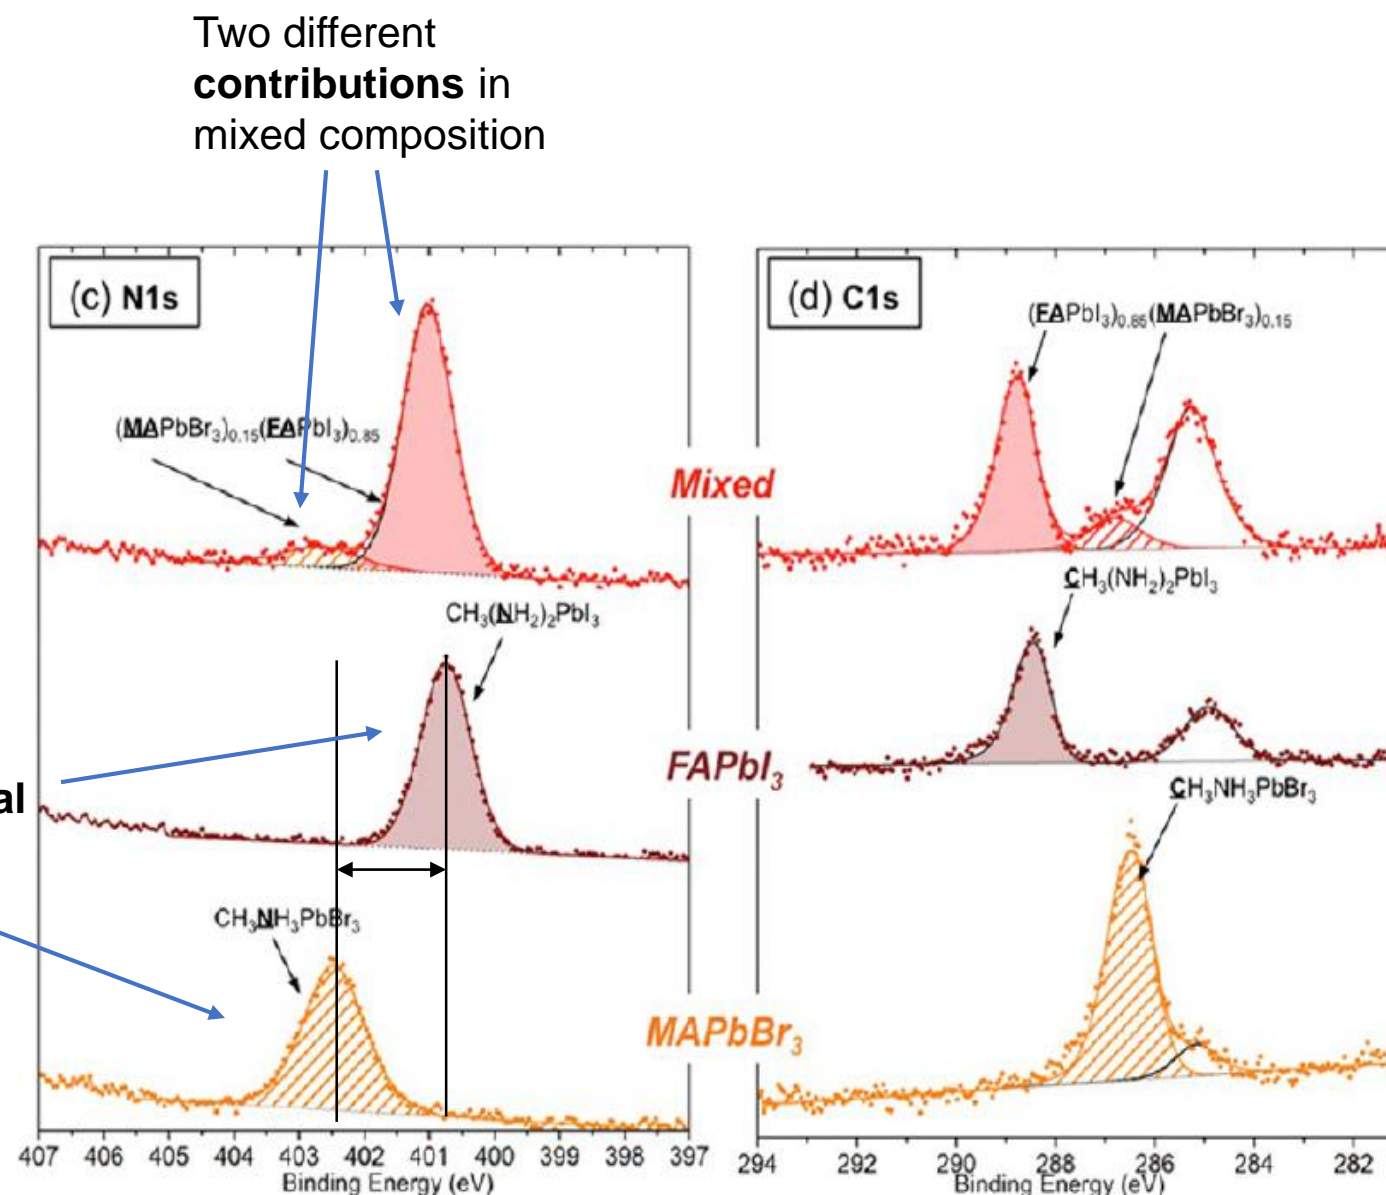 Two different
contributions in
mixed composition
(c) N1s
(MAPbBr₃)₀.₁₅(FAPbI₃)₀.₈₅
CH₃(NH₂)₂PbI₃
al
CH₃NH₃PbBr₃
407 406 405 404 403 402 401 400 399 398 397
Binding Energy (eV)
Mixed
FAPbI₃
MAPbBr₃
(d) C1s
(FAPbI₃)₀.₈₅(MAPbBr₃)₀.₁₅
CH₃(NH₂)₂PbI₃
CH₃NH₃PbBr₃
294 292 290 288 286 284 282
Binding Energy (eV)